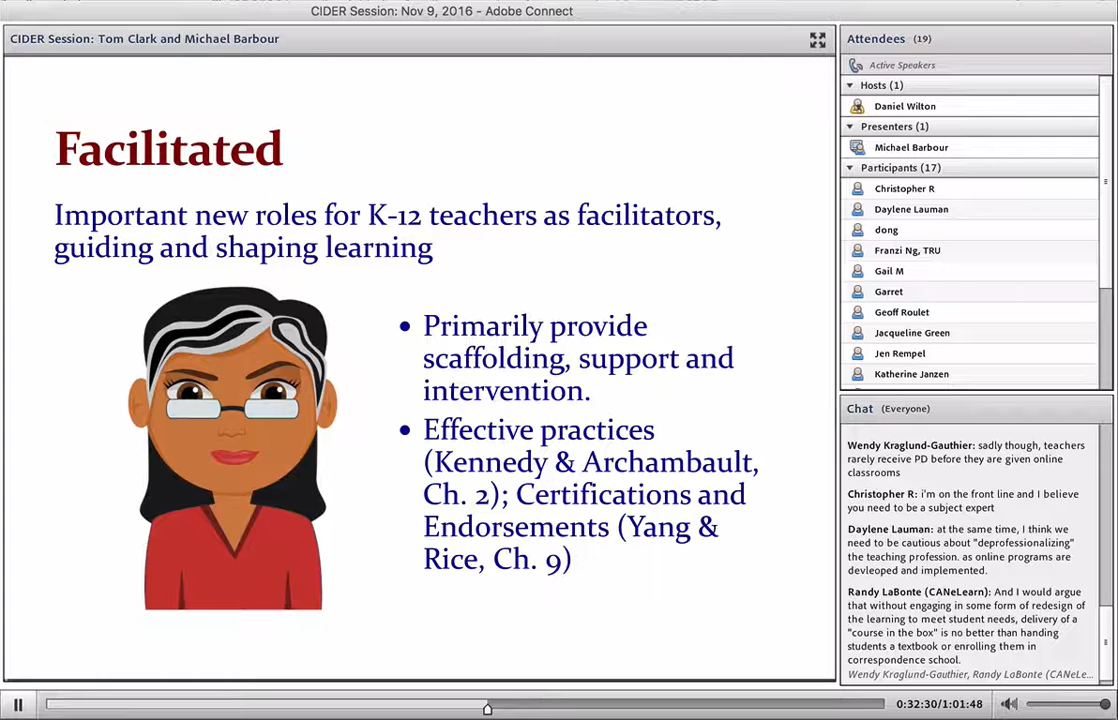 CIDER Session: Nov 9, 2016 - Adobe Connect
CIDER Session: Tom Clark and Michael Barbour
Facilitated
Important new roles for K-12 teachers as facilitators,
guiding and shaping learning
• Primarily provide
scaffolding, support and
intervention.
• Effective practices
(Kennedy & Archambault,
Ch. 2); Certifications and
Endorsements (Yang &
Rice, Ch. 9)
Attendees (19)
Active Speakers
Hosts (1)
Daniel Wilton
Presenters (1)
Michael Barbour
Participants (17)
Christopher R
Daylene Lauman
dong
Franzi Ng, TRU
Gail M
Garret
Geoff Roulet
Jacqueline Green
Jen Rempel
Katherine Janzen
Chat (Everyone)
Wendy Kraglund-Gauthier: sadly though, teachers
rarely receive PD before they are given online
classrooms
Christopher R: i'm on the front line and I believe
you need to be a subject expert
Daylene Lauman: at the same time, I think we
need to be cautious about "deprofessionalizing"
the teaching profession. as online programs are
devleoped and implemented.
Randy LaBonte (CANeLearn): And I would argue
that without engaging in some form of redesign of
the learning to meet student needs, delivery of a
"course in the box" is no better than handing
students a textbook or enrolling them in
correspondence school.
Wendy Kraglund-Gauthier, Randy LaBonte (CANeLe...
0:32:30/1:01:48